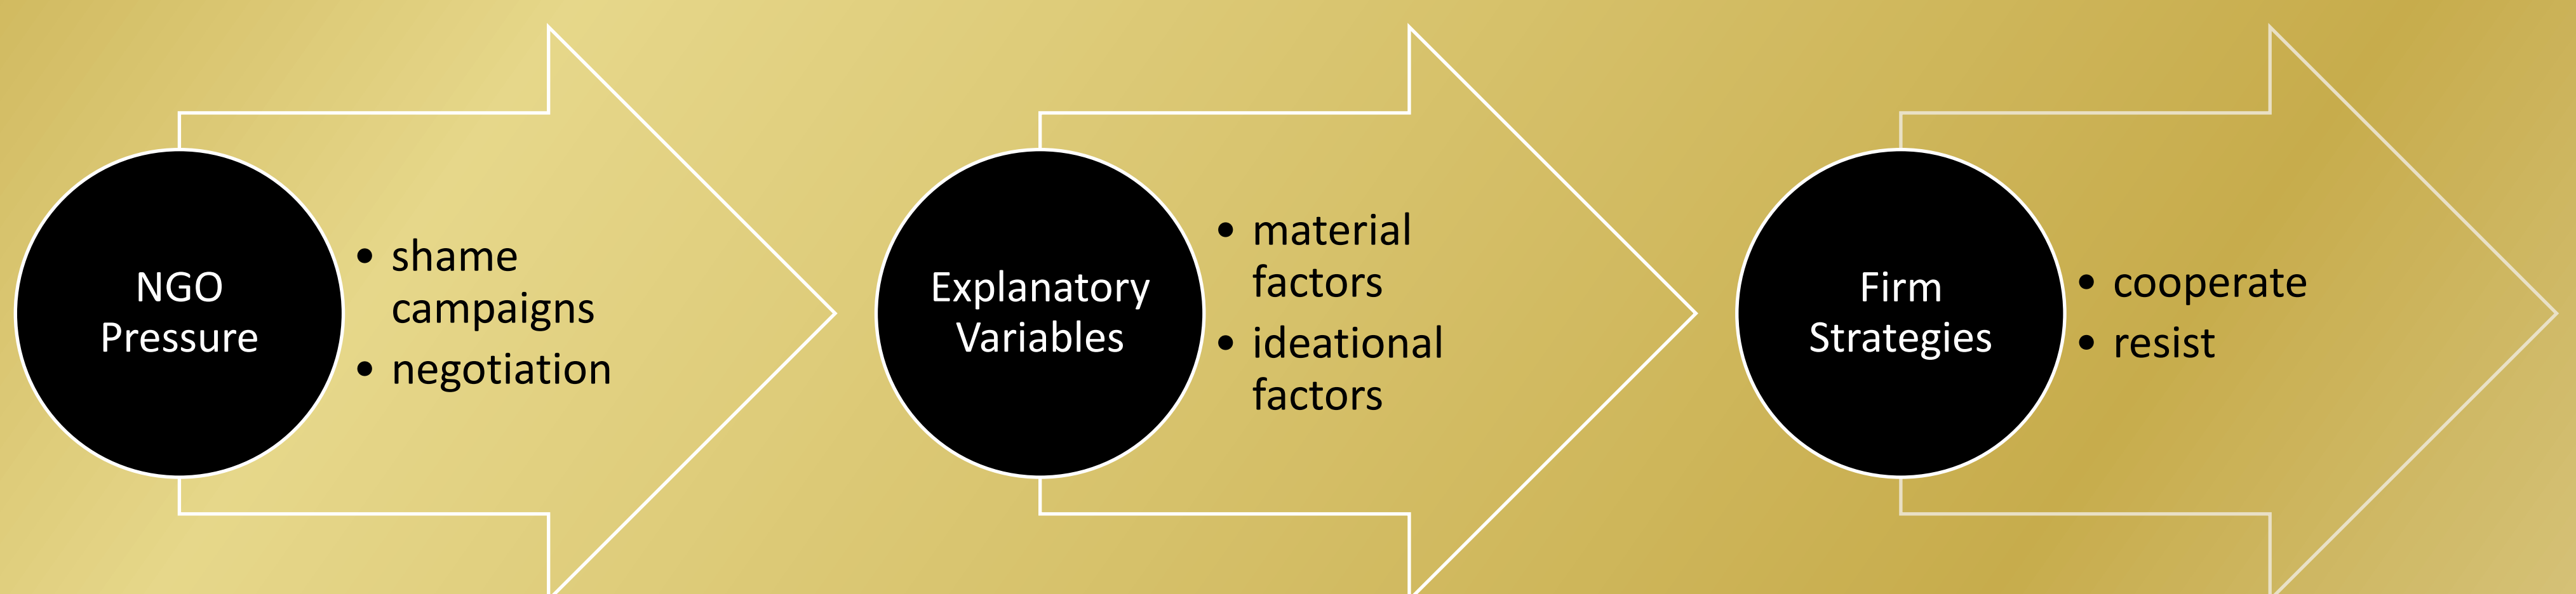 NGO
Pressure
• shame
campaigns
• negotiation
Explanatory
Variables
• material
factors
• ideational
factors
Firm
Strategies
• cooperate
• resist